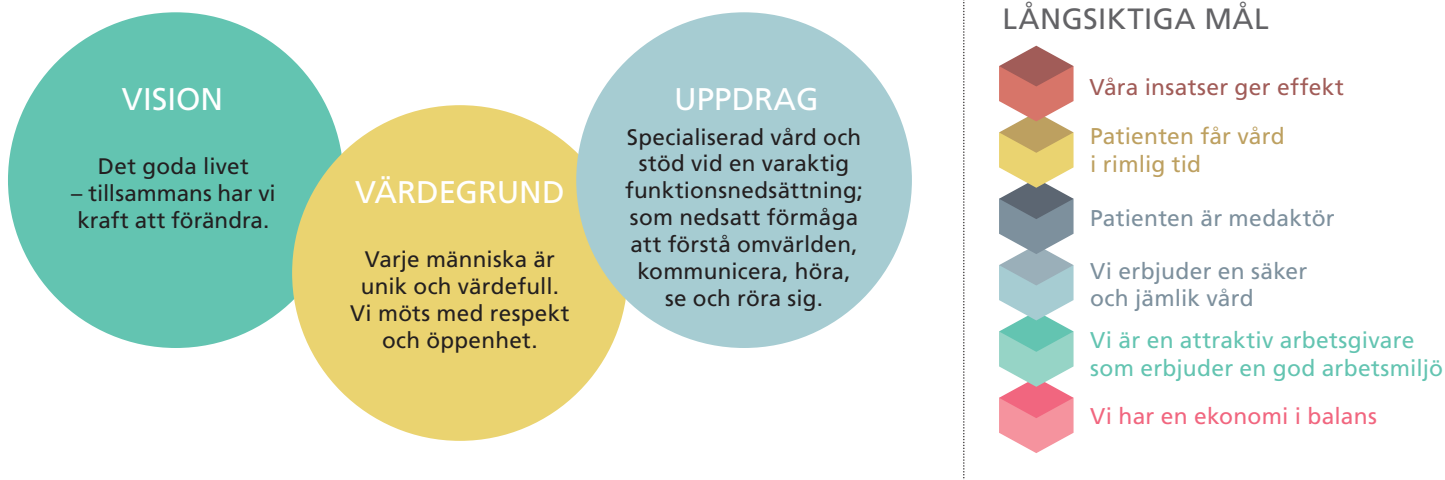 VISION
Det goda livet
– tillsammans har vi
kraft att förändra.
VÄRDEGRUND
Varje människa är
unik och värdefull.
Vi möts med respekt
och öppenhet.
UPPDRAG
Specialiserad vård och
stöd vid en varaktig
funktionsnedsättning;
som nedsatt förmåga
att förstå omvärlden,
kommunicera, höra,
se och röra sig.
LÅNGSIKTIGA MÅL
Våra insatser ger effekt
Patienten får vård
i rimlig tid
Patienten är medaktör
Vi erbjuder en säker
och jämlik vård
Vi är en attraktiv arbetsgivare
som erbjuder en god arbetsmiljö
Vi har en ekonomi i balans